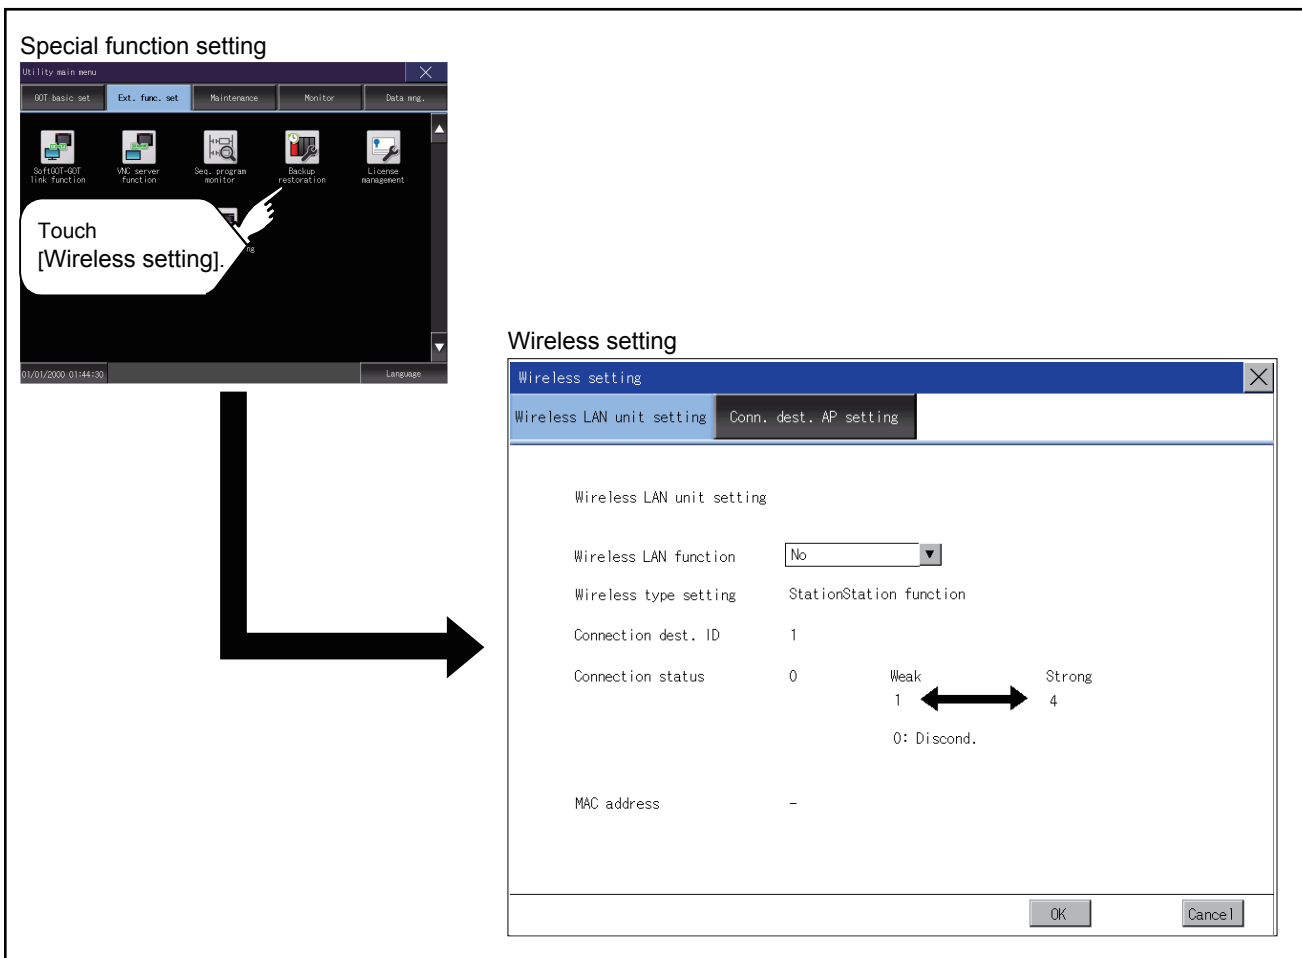 Special function setting
Utility main menu
GOT basic set
Ext. func. set
Maintenance
Monitor
Data mng.
SoftGOT-GOT
link function
VNC server
function
Seq. program
monitor
Backup
restoration
License
management
Touch
[Wireless setting].
01/01/2000 01:44:30
Language
Wireless setting
Wireless setting
Wireless LAN unit setting
Conn. dest. AP setting
Wireless LAN unit setting
Wireless LAN function
No
Wireless type setting
StationStation function
Connection dest. ID
1
Connection status
0
Weak
Strong
1
4
0: Discond.
MAC address
-
OK
Cancel